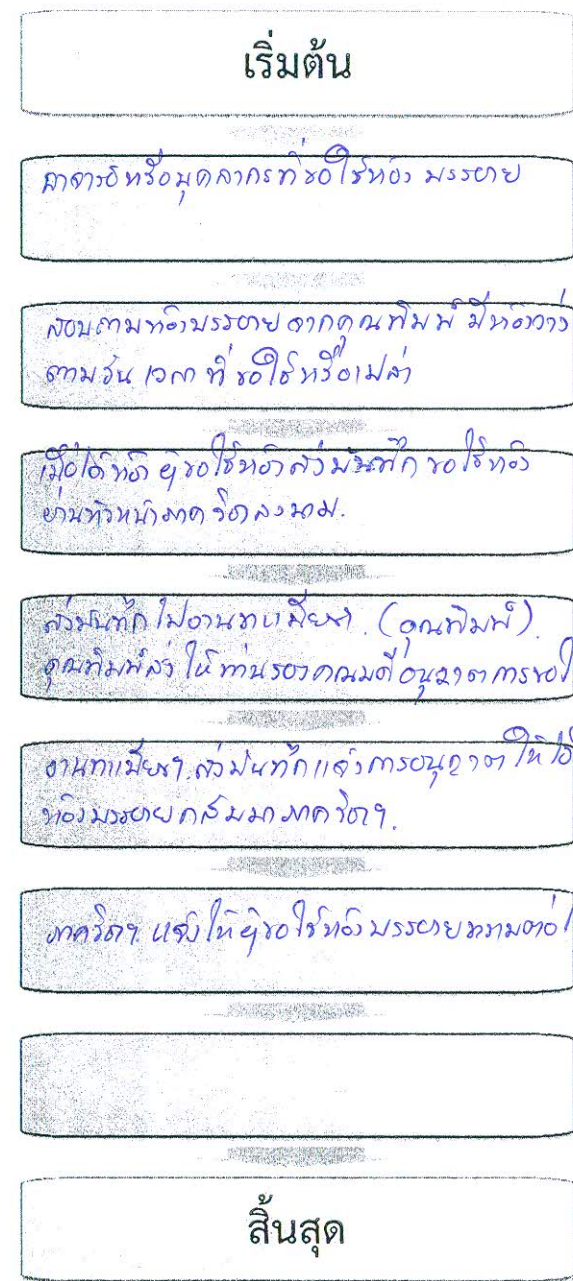 เริ่มต้น
อาจารย์หรือบุคลากรที่ขอใช้ห้อง บรรยาย
สอบถามห้องบรรยาย จากคุณพิมพ์ มีห้องว่าง
ตามวัน เวลา ที่ ขอใช้หรือเปล่า
เมื่อได้ห้อง ผู้ขอใช้ห้องส่งบันทึก ขอใช้ห้อง
ผ่านหัวหน้าภาควิชาลงนาม.
ส่งบันทึกไปงานทะเบียนฯ. (คุณพิมพ์).
คุณพิมพ์ส่งให้ท่านรองคณบดีอนุญาตการขอใ
งานทะเบียนฯ. ส่งบันทึกแจ้งการอนุญาต ให้ใช้
ห้องบรรยายกลับมาภาควิชาฯ.
ภาควิชาฯ แจ้งให้ผู้ขอใช้ห้องบรรยายทราบต่อไ
สิ้นสุด